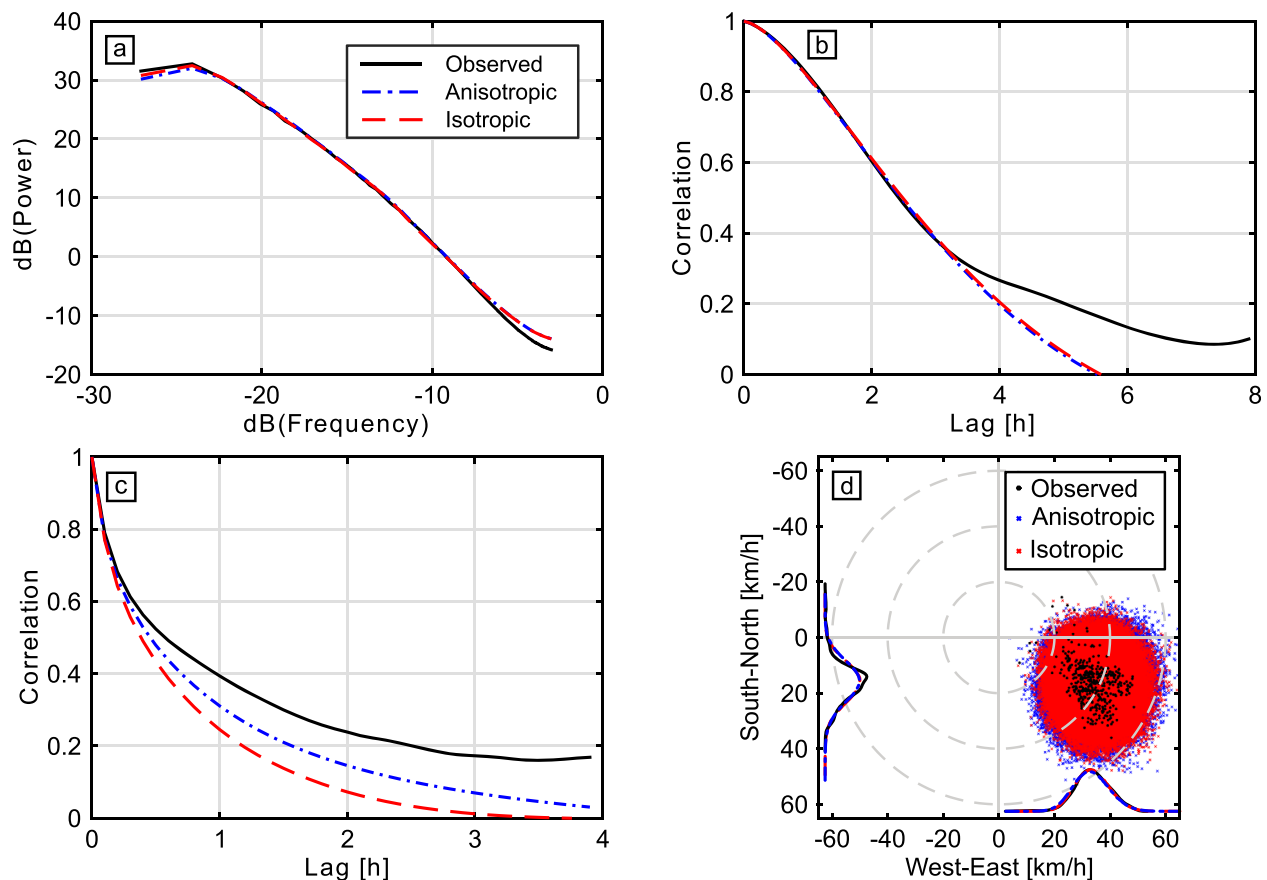 40
30
20
10
0
-10
-20
dB(Power)
a
Observed
Anisotropic
Isotropic
-30
-20
-10
0
dB(Frequency)
1
0.8
0.6
0.4
0.2
0
Correlation
b
0
2
4
6
8
Lag [h]
1
0.8
0.6
0.4
0.2
0
Correlation
c
0
1
2
3
4
Lag [h]
-60
-40
-20
0
20
40
60
South-North [km/h]
d
Observed
Anisotropic
Isotropic
-60
-40
-20
0
20
40
60
West-East [km/h]